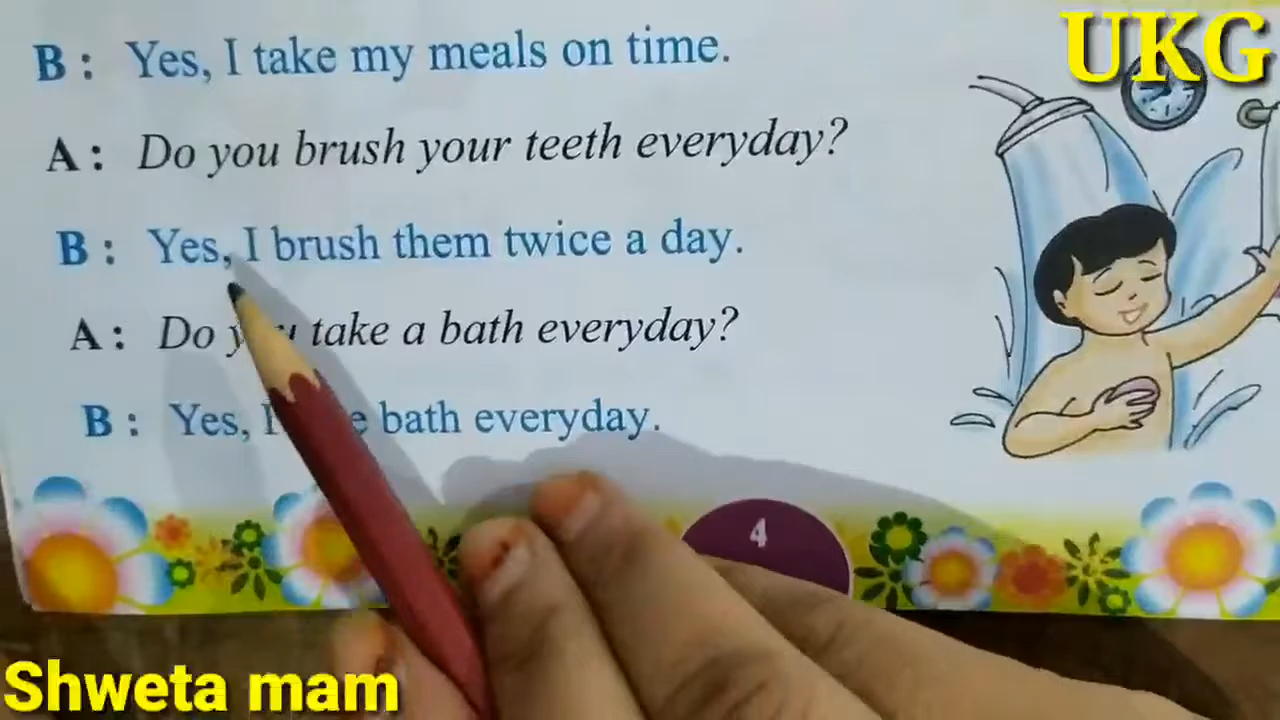 UKG
B : Yes, I take my meals on time.
A : Do you brush your teeth everyday?
B : Yes, I brush them twice a day.
A : Do you take a bath everyday?
B : Yes, I bath everyday.
4
Shweta mam